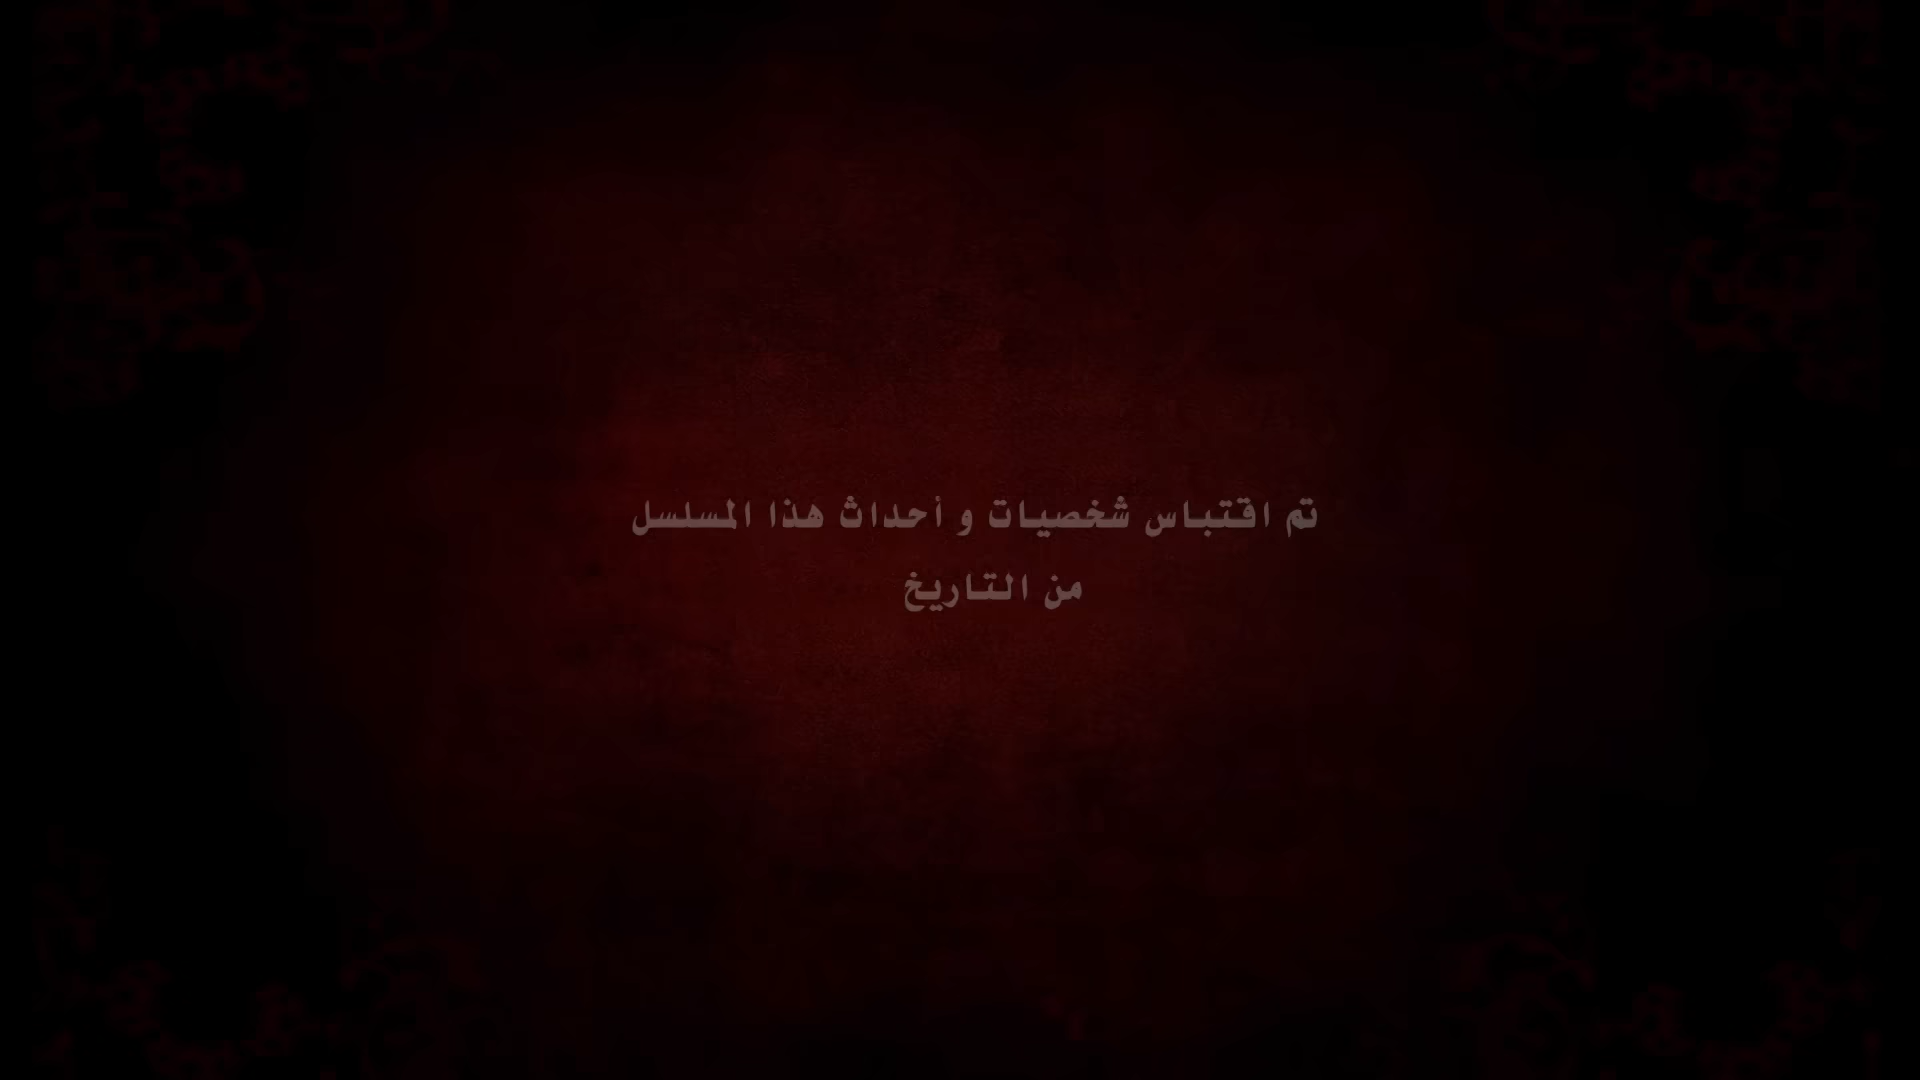 تم اقتباس شخصيات و أحداث هذا المسلسل
من التاريخ